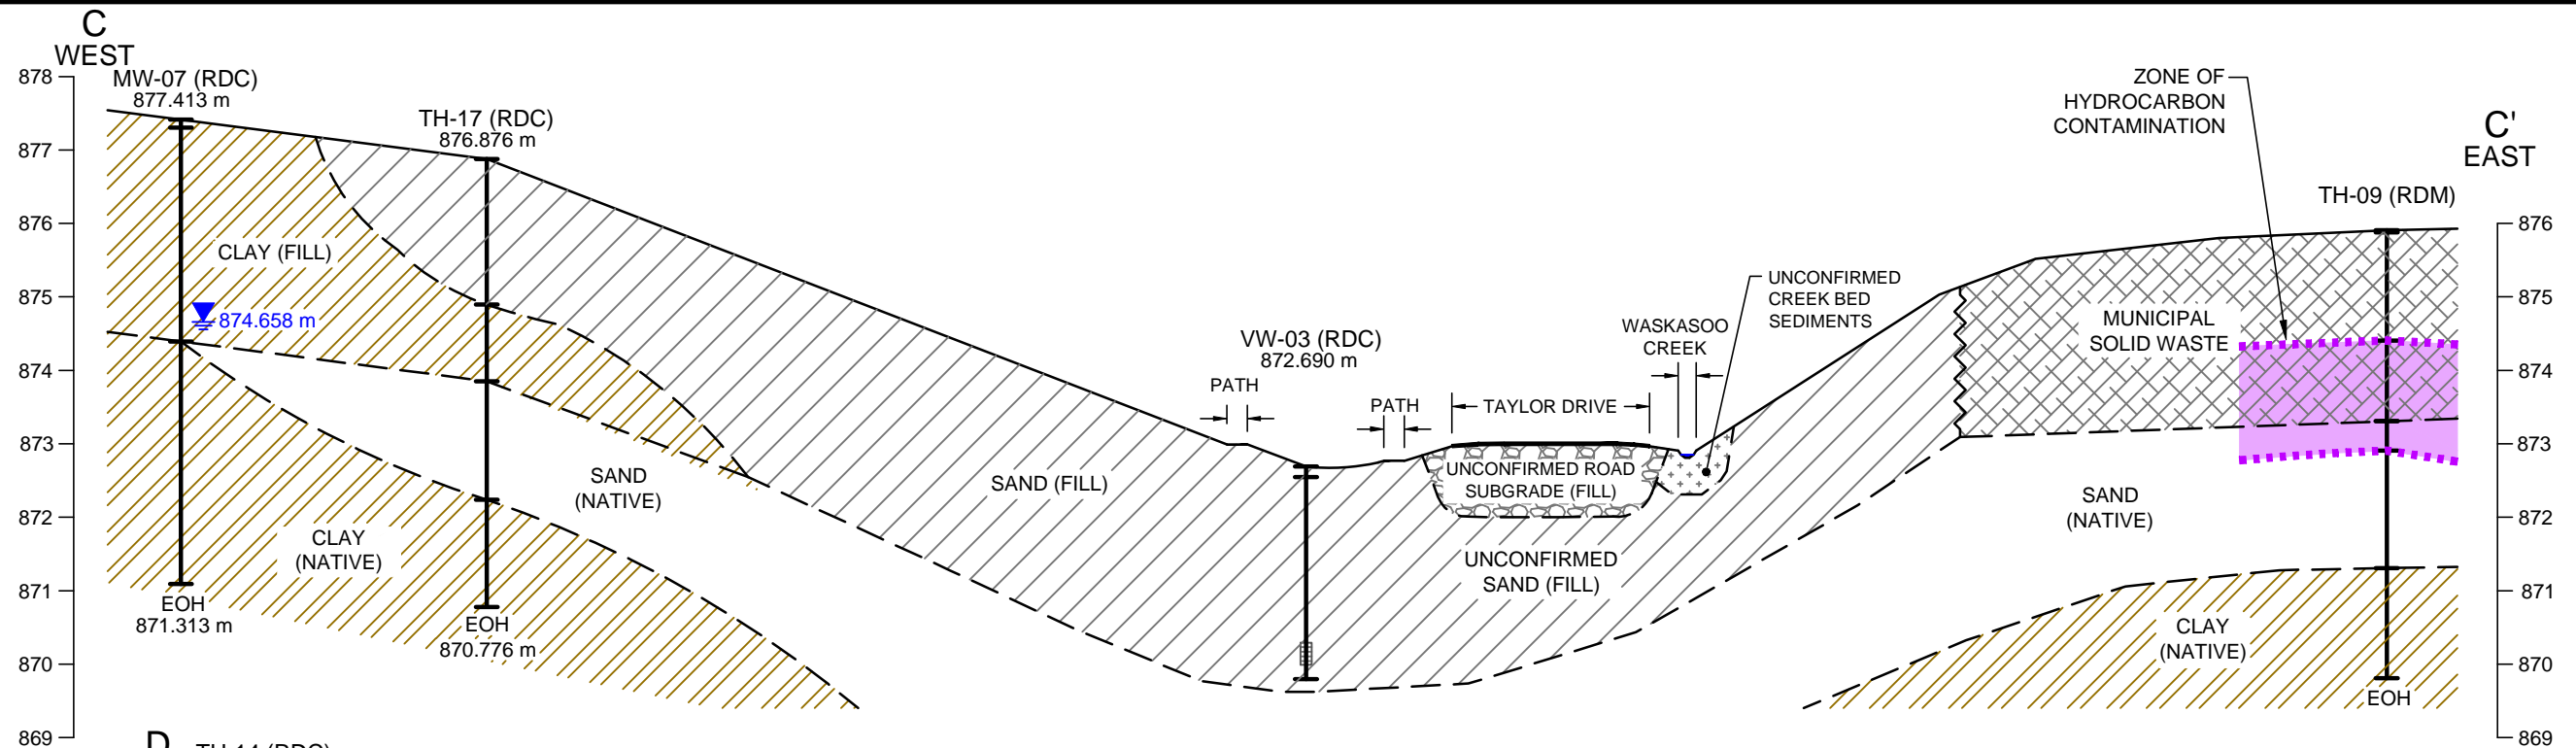 C
WEST
C'
EAST
878
877
876
875
874
873
872
871
870
869
MW-07 (RDC)
877.413 m
TH-17 (RDC)
876.876 m
CLAY (FILL)
874.658 m
SAND
(NATIVE)
CLAY
(NATIVE)
EOH
871.313 m
EOH
870.776 m
SAND (FILL)
PATH
VW-03 (RDC)
872.690 m
PATH
TAYLOR DRIVE
UNCONFIRMED ROAD
SUBGRADE (FILL)
UNCONFIRMED
SAND (FILL)
WASKASOO
CREEK
UNCONFIRMED
CREEK BED
SEDIMENTS
ZONE OF
HYDROCARBON
CONTAMINATION
MUNICIPAL
SOLID WASTE
TH-09 (RDM)
SAND
(NATIVE)
CLAY
(NATIVE)
EOH
876
875
874
873
872
871
870
869
D
TH-14 (RDC)